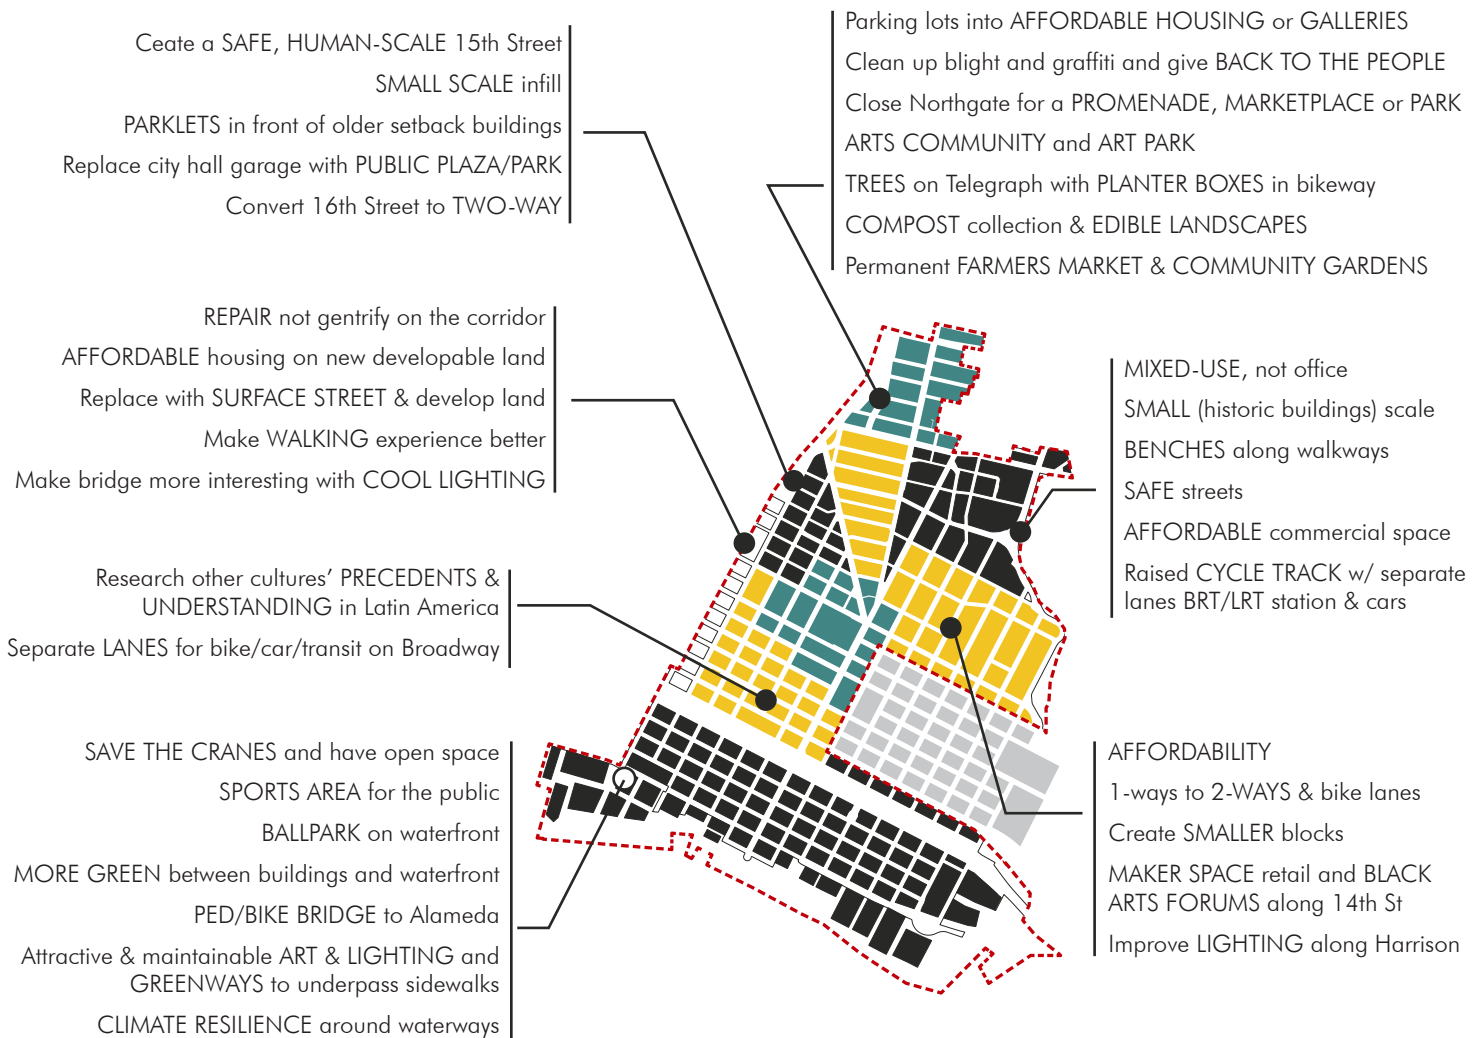 Ceate a SAFE, HUMAN-SCALE 15th Street
SMALL SCALE infill
PARKLETS in front of older setback buildings
Replace city hall garage with PUBLIC PLAZA/PARK
Convert 16th Street to TWO-WAY
Parking lots into AFFORDABLE HOUSING or GALLERIES
Clean up blight and graffiti and give BACK TO THE PEOPLE
Close Northgate for a PROMENADE, MARKETPLACE or PARK
ARTS COMMUNITY and ART PARK
TREES on Telegraph with PLANTER BOXES in bikeway
COMPOST collection & EDIBLE LANDSCAPES
Permanent FARMERS MARKET & COMMUNITY GARDENS
REPAIR not gentrify on the corridor
AFFORDABLE housing on new developable land
Replace with SURFACE STREET & develop land
Make WALKING experience better
Make bridge more interesting with COOL LIGHTING
MIXED-USE, not office
SMALL (historic buildings) scale
BENCHES along walkways
SAFE streets
AFFORDABLE commercial space
Raised CYCLE TRACK w/ separate
lanes BRT/LRT station & cars
Research other cultures’ PRECEDENTS &
UNDERSTANDING in Latin America
Separate LANES for bike/car/transit on Broadway
SAVE THE CRANES and have open space
SPORTS AREA for the public
BALLPARK on waterfront
MORE GREEN between buildings and waterfront
PED/BIKE BRIDGE to Alameda
Attractive & maintainable ART & LIGHTING and
GREENWAYS to underpass sidewalks
CLIMATE RESILIENCE around waterways
AFFORDABILITY
1-ways to 2-WAYS & bike lanes
Create SMALLER blocks
MAKER SPACE retail and BLACK
ARTS FORUMS along 14th St
Improve LIGHTING along Harrison